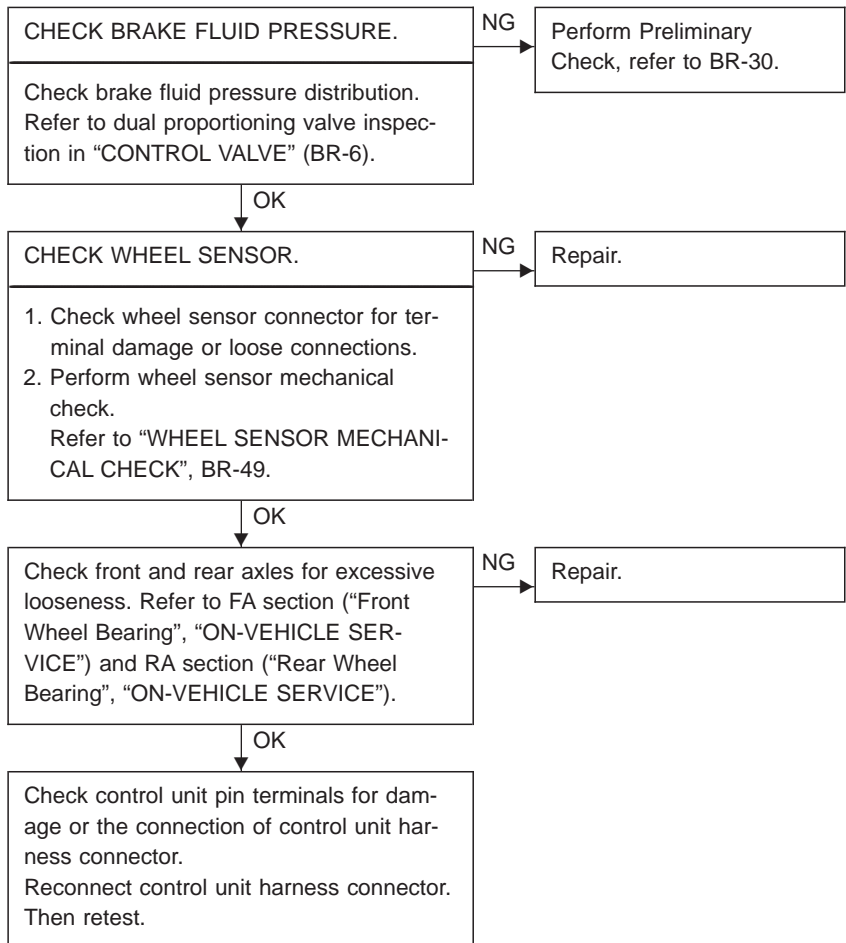 CHECK BRAKE FLUID PRESSURE.
NG
Perform Preliminary
Check, refer to BR-30.
Check brake fluid pressure distribution.
Refer to dual proportioning valve inspec-
tion in “CONTROL VALVE” (BR-6).
OK
CHECK WHEEL SENSOR.
NG
Repair.
1. Check wheel sensor connector for ter-
minal damage or loose connections.
2. Perform wheel sensor mechanical
check.
Refer to “WHEEL SENSOR MECHANI-
CAL CHECK”, BR-49.
OK
Check front and rear axles for excessive
looseness. Refer to FA section (“Front
Wheel Bearing”, “ON-VEHICLE SER-
VICE”) and RA section (“Rear Wheel
Bearing”, “ON-VEHICLE SERVICE”).
NG
Repair.
OK
Check control unit pin terminals for dam-
age or the connection of control unit har-
ness connector.
Reconnect control unit harness connector.
Then retest.